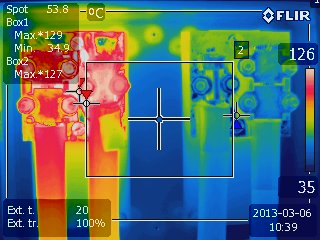 Spot 53.8 °C
Box1
Max.*129
Min. 34.9
Box2
Max.*127
FLIR
2
126
35
Ext. t. 20
Ext. tr. 100%
2013-03-06
10:39